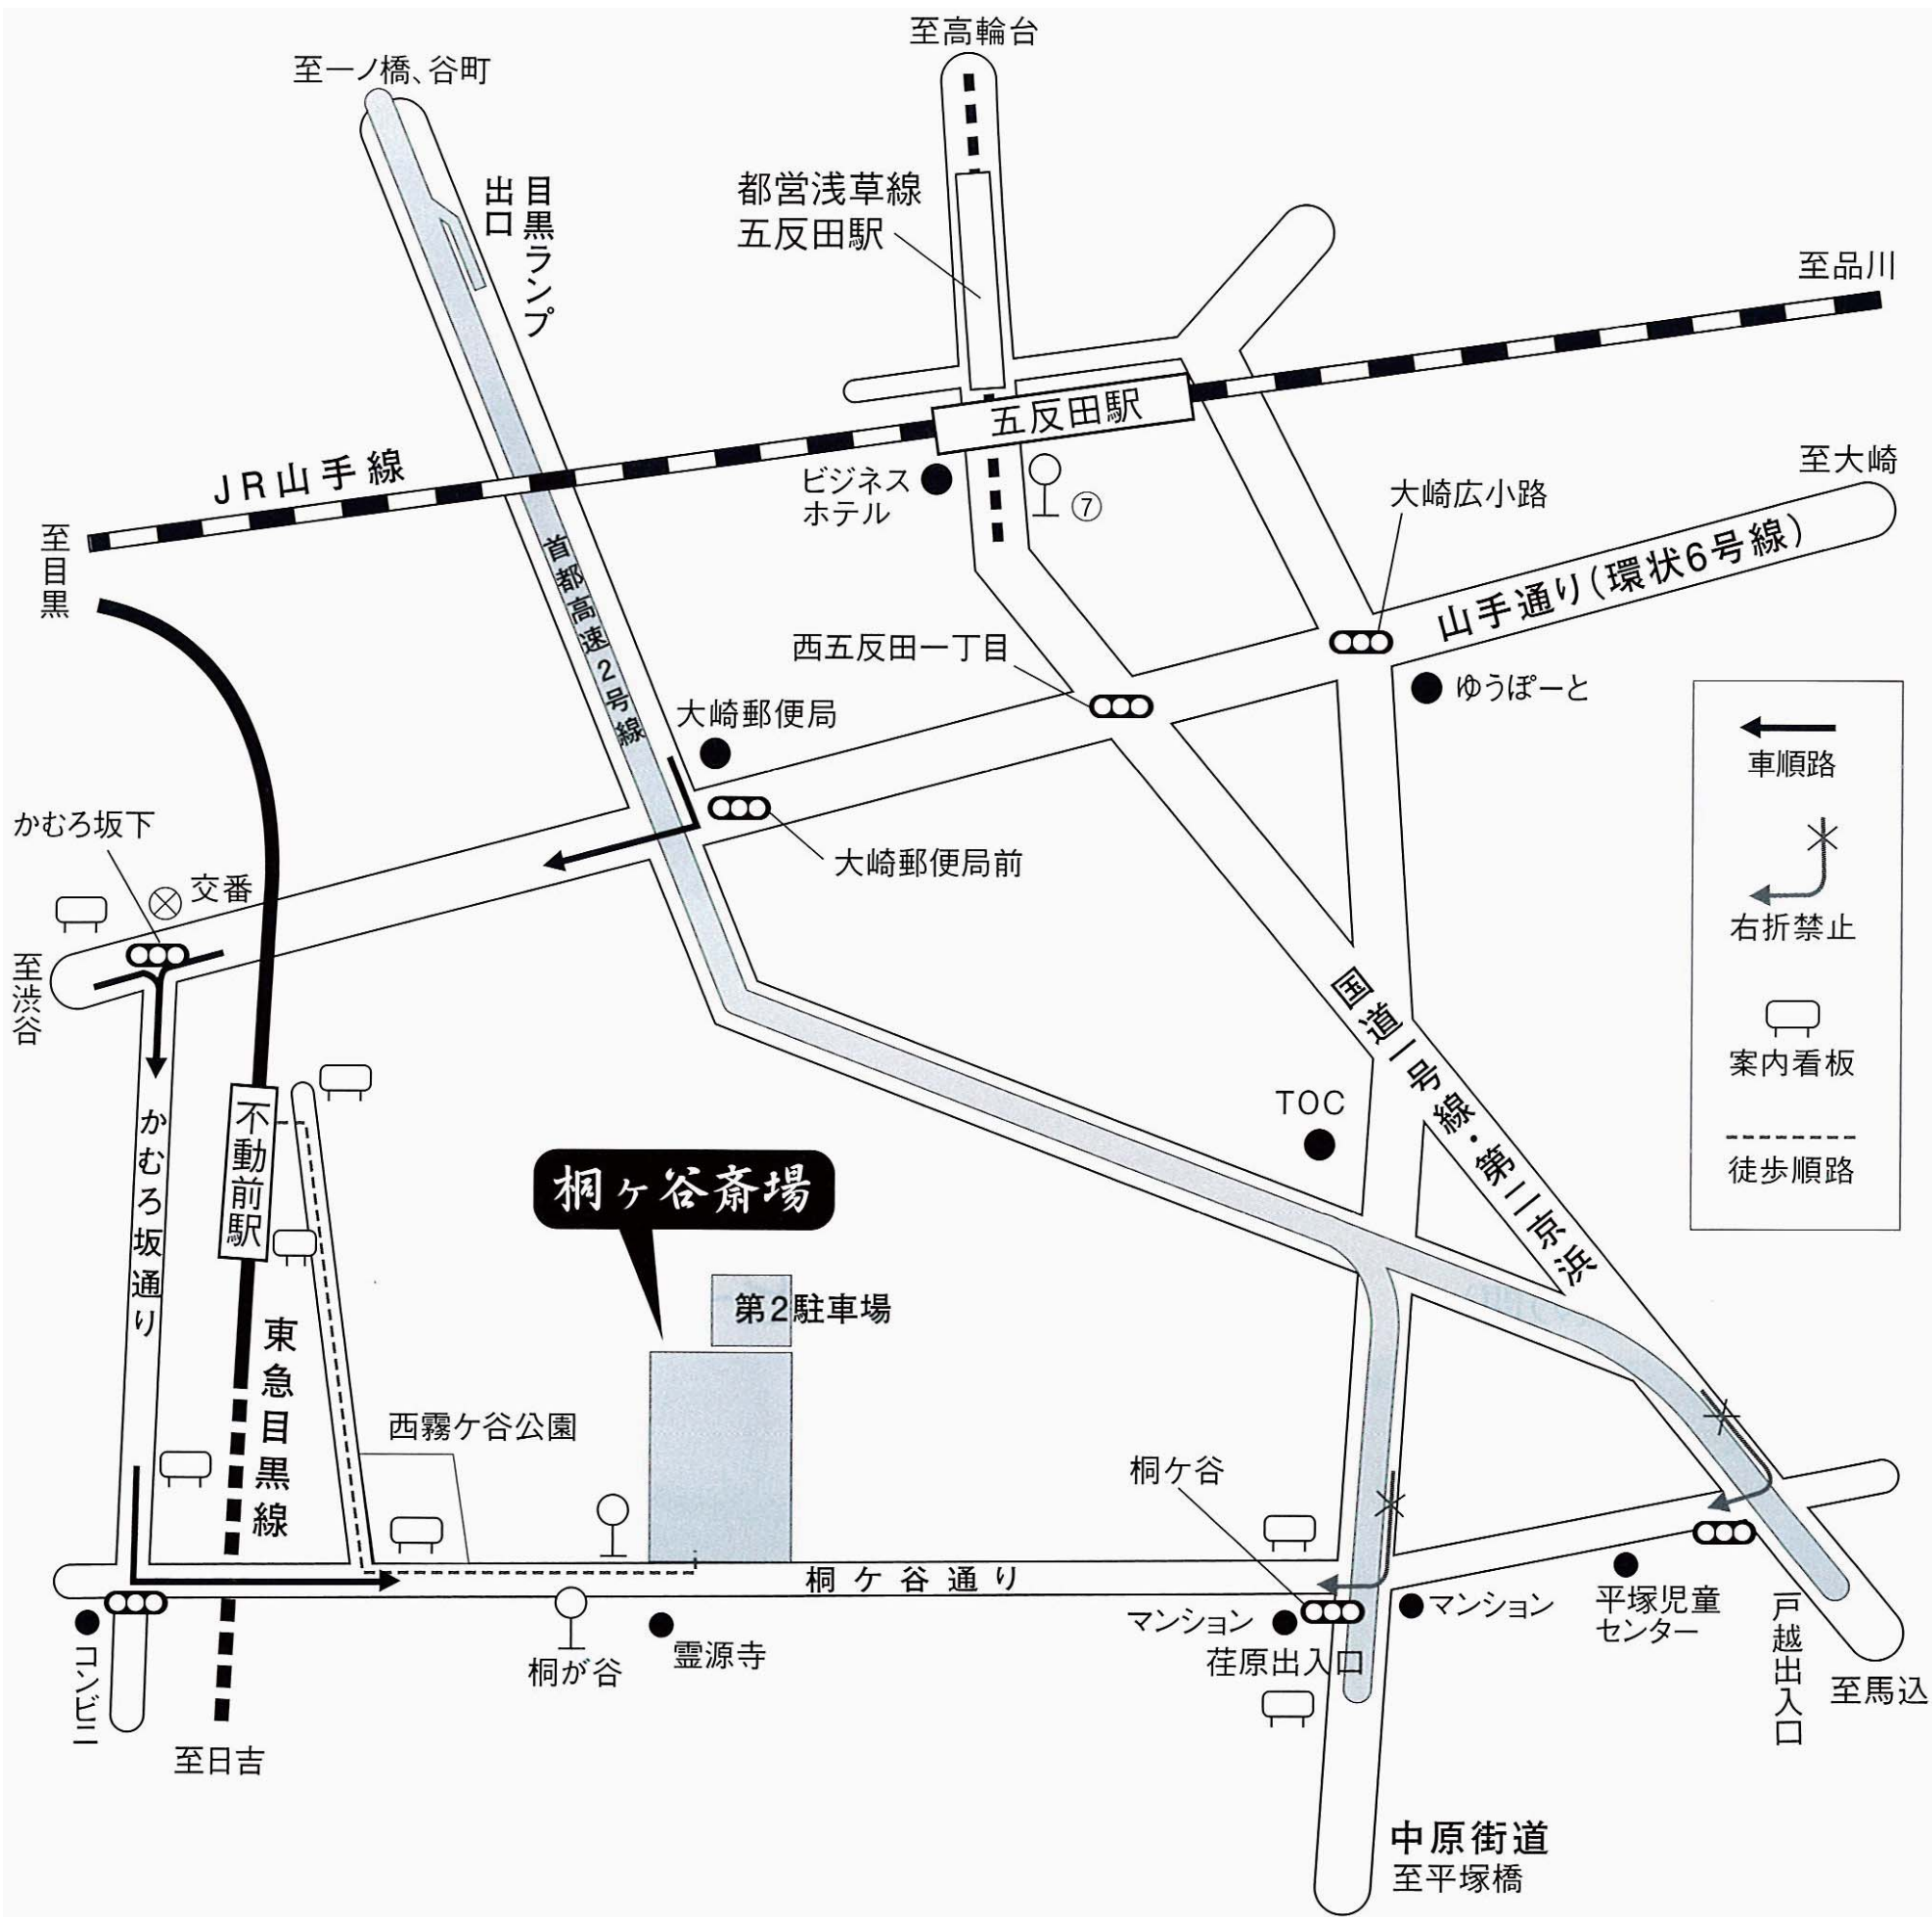 至高輪台
至一ノ橋、谷町
目黒ランプ
出口
都営浅草線
五反田駅
至品川
五反田駅
JR山手線
ビジネス
ホテル
⑦
大崎広小路
至大崎
山手通り(環状6号線)
至目黒
首都高速2号線
西五反田一丁目
大崎郵便局
ゆうぽーと
車順路
右折禁止
案内看板
徒歩順路
かむろ坂下
交番
大崎郵便局前
至渋谷
国道一号線・第二京浜
TOC
かむろ坂通り
不動前駅
桐ヶ谷斎場
第2駐車場
東急目黒線
西霧ケ谷公園
桐ケ谷
桐ケ谷通り
コンビニ
至日吉
桐が谷
霊源寺
マンション
荏原出入口
マンション
平塚児童
センター
戸越出入口
至馬込
中原街道
至平塚橋